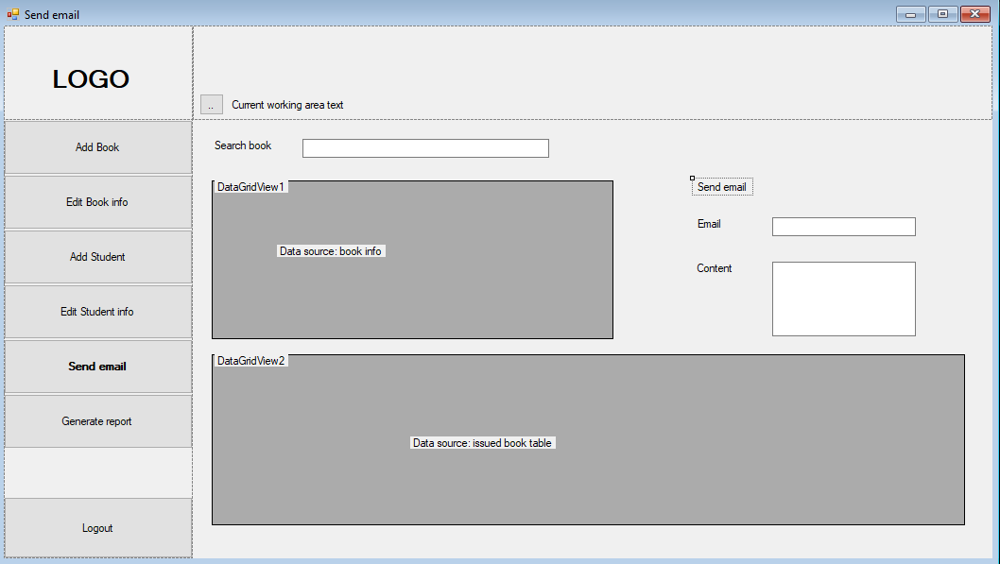 Send email
LOGO
..
Current working area text
Add Book
Edit Book info
Add Student
Edit Student info
Send email
Generate report
Logout
Search book
DataGridView1
Data source: book info
Send email
Email
Content
DataGridView2
Data source: issued book table